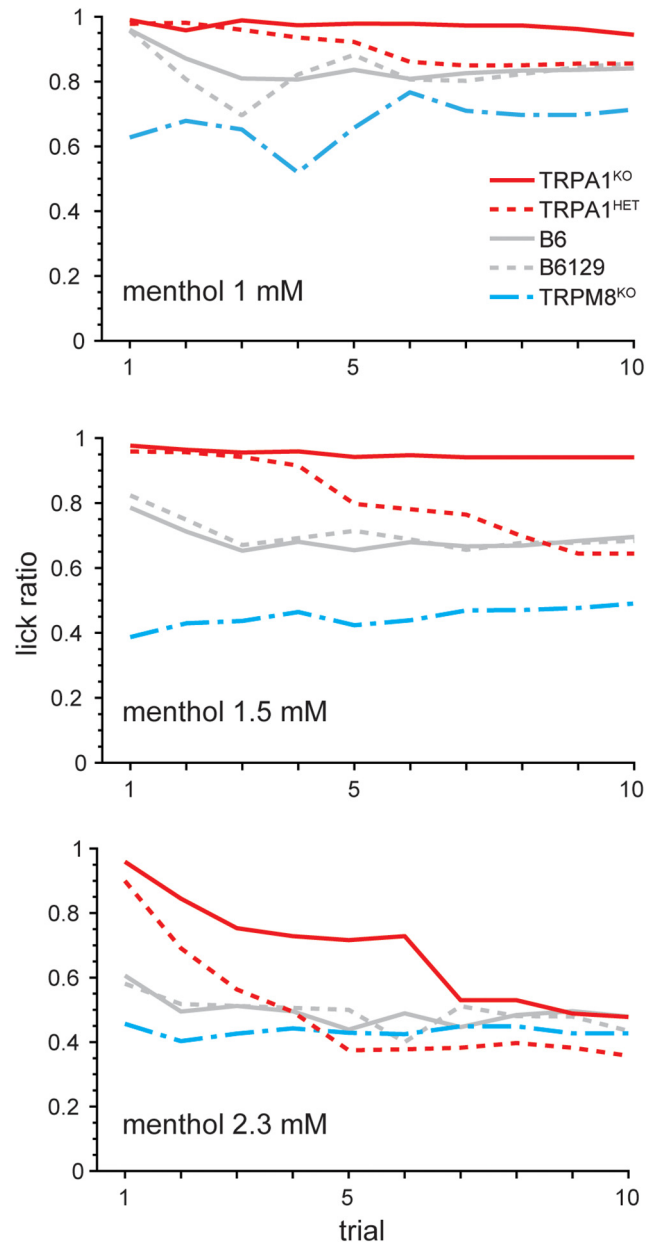 1
0.8
0.6
0.4
0.2
0
TRPA1KO
TRPA1HET
B6
B6129
TRPM8KO
menthol 1 mM
1 5 10
1
0.8
0.6
0.4
0.2
0
lick ratio
menthol 1.5 mM
1 5 10
1
0.8
0.6
0.4
0.2
0
menthol 2.3 mM
1 5 10
trial